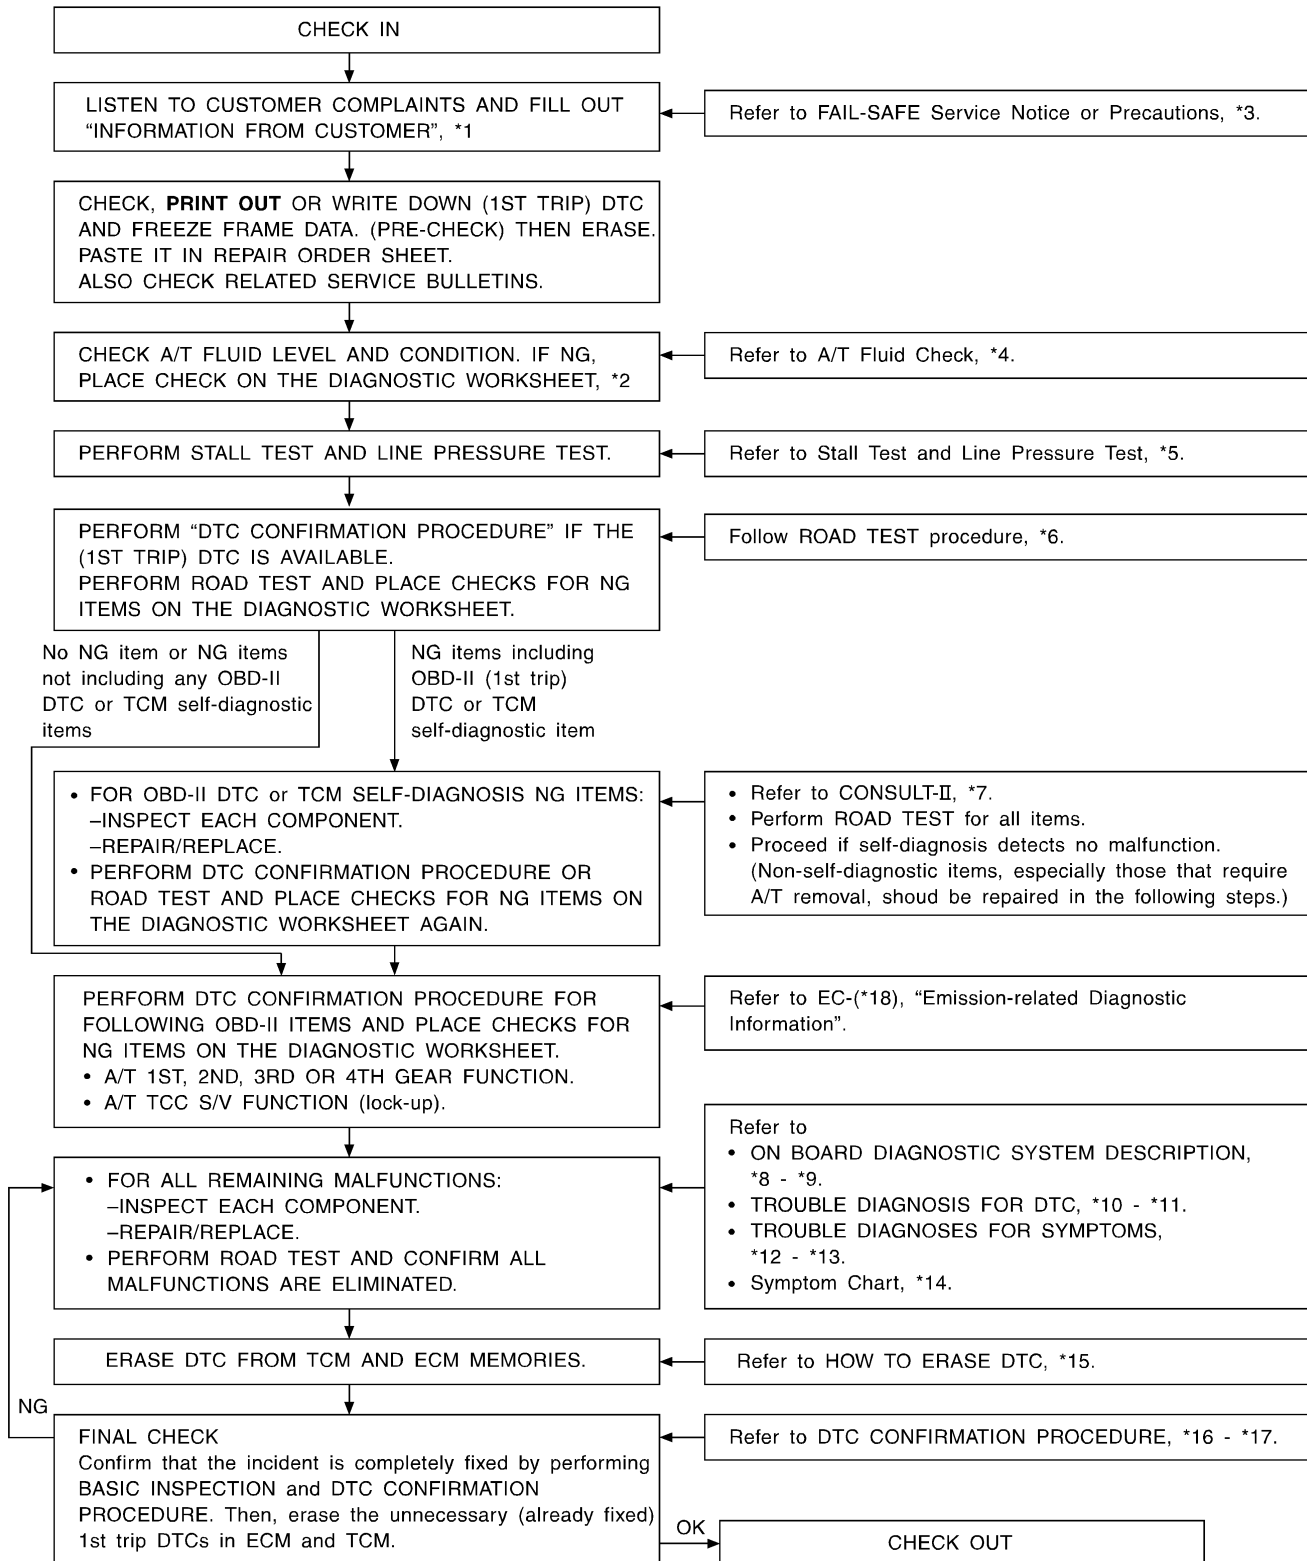 CHECK IN
LISTEN TO CUSTOMER COMPLAINTS AND FILL OUT
“INFORMATION FROM CUSTOMER”, *1
Refer to FAIL-SAFE Service Notice or Precautions, *3.
CHECK, PRINT OUT OR WRITE DOWN (1ST TRIP) DTC
AND FREEZE FRAME DATA. (PRE-CHECK) THEN ERASE.
PASTE IT IN REPAIR ORDER SHEET.
ALSO CHECK RELATED SERVICE BULLETINS.
CHECK A/T FLUID LEVEL AND CONDITION. IF NG,
PLACE CHECK ON THE DIAGNOSTIC WORKSHEET, *2
Refer to A/T Fluid Check, *4.
PERFORM STALL TEST AND LINE PRESSURE TEST.
Refer to Stall Test and Line Pressure Test, *5.
PERFORM “DTC CONFIRMATION PROCEDURE” IF THE
(1ST TRIP) DTC IS AVAILABLE.
PERFORM ROAD TEST AND PLACE CHECKS FOR NG
ITEMS ON THE DIAGNOSTIC WORKSHEET.
Follow ROAD TEST procedure, *6.
No NG item or NG items
not including any OBD-II
DTC or TCM self-diagnostic
items
NG items including
OBD-II (1st trip)
DTC or TCM
self-diagnostic item
• FOR OBD-II DTC or TCM SELF-DIAGNOSIS NG ITEMS:
–INSPECT EACH COMPONENT.
–REPAIR/REPLACE.
• PERFORM DTC CONFIRMATION PROCEDURE OR
ROAD TEST AND PLACE CHECKS FOR NG ITEMS ON
THE DIAGNOSTIC WORKSHEET AGAIN.
• Refer to CONSULT-II, *7.
• Perform ROAD TEST for all items.
• Proceed if self-diagnosis detects no malfunction.
(Non-self-diagnostic items, especially those that require
A/T removal, shoud be repaired in the following steps.)
PERFORM DTC CONFIRMATION PROCEDURE FOR
FOLLOWING OBD-II ITEMS AND PLACE CHECKS FOR
NG ITEMS ON THE DIAGNOSTIC WORKSHEET.
• A/T 1ST, 2ND, 3RD OR 4TH GEAR FUNCTION.
• A/T TCC S/V FUNCTION (lock-up).
Refer to EC-(*18), “Emission-related Diagnostic
Information”.
• FOR ALL REMAINING MALFUNCTIONS:
–INSPECT EACH COMPONENT.
–REPAIR/REPLACE.
• PERFORM ROAD TEST AND CONFIRM ALL
MALFUNCTIONS ARE ELIMINATED.
Refer to
• ON BOARD DIAGNOSTIC SYSTEM DESCRIPTION,
*8 - *9.
• TROUBLE DIAGNOSIS FOR DTC, *10 - *11.
• TROUBLE DIAGNOSES FOR SYMPTOMS,
*12 - *13.
• Symptom Chart, *14.
ERASE DTC FROM TCM AND ECM MEMORIES.
Refer to HOW TO ERASE DTC, *15.
NG
FINAL CHECK
Confirm that the incident is completely fixed by performing
BASIC INSPECTION and DTC CONFIRMATION
PROCEDURE. Then, erase the unnecessary (already fixed)
1st trip DTCs in ECM and TCM.
Refer to DTC CONFIRMATION PROCEDURE, *16 - *17.
OK
CHECK OUT